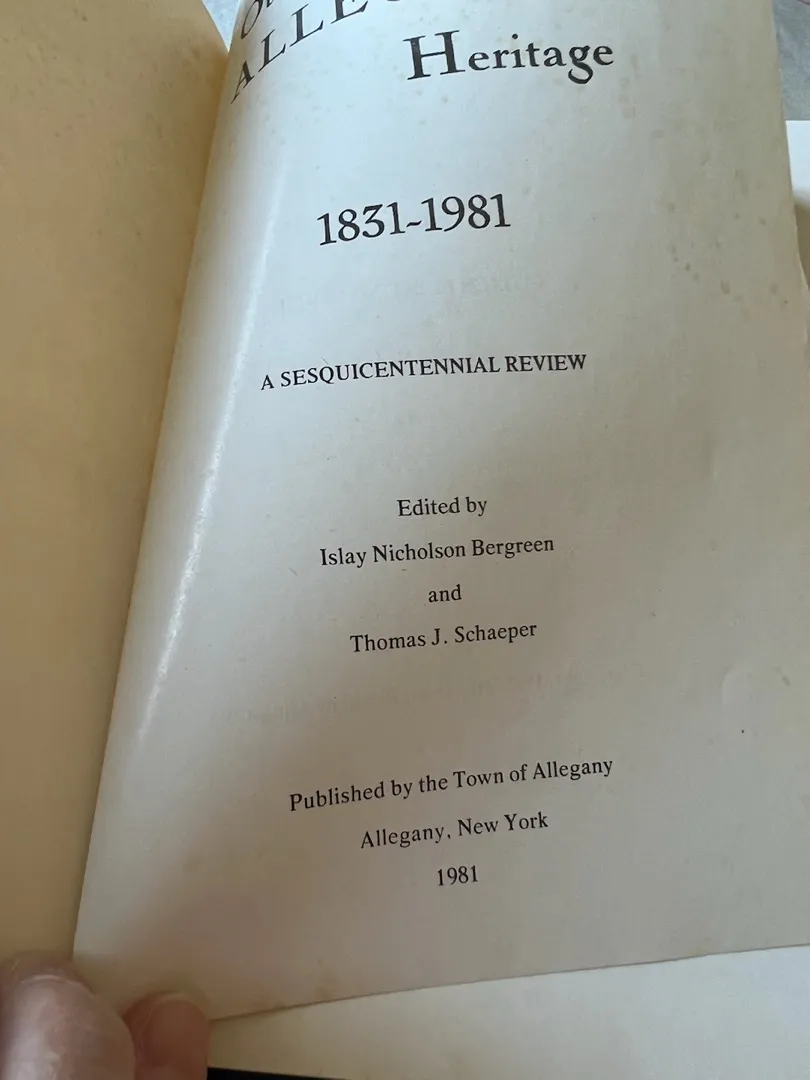 Heritage
1831-1981
A SESQUICENTENNIAL REVIEW
Edited by
Islay Nicholson Bergreen
and
Thomas J. Schaeper
Published by the Town of Allegany
Allegany, New York
1981